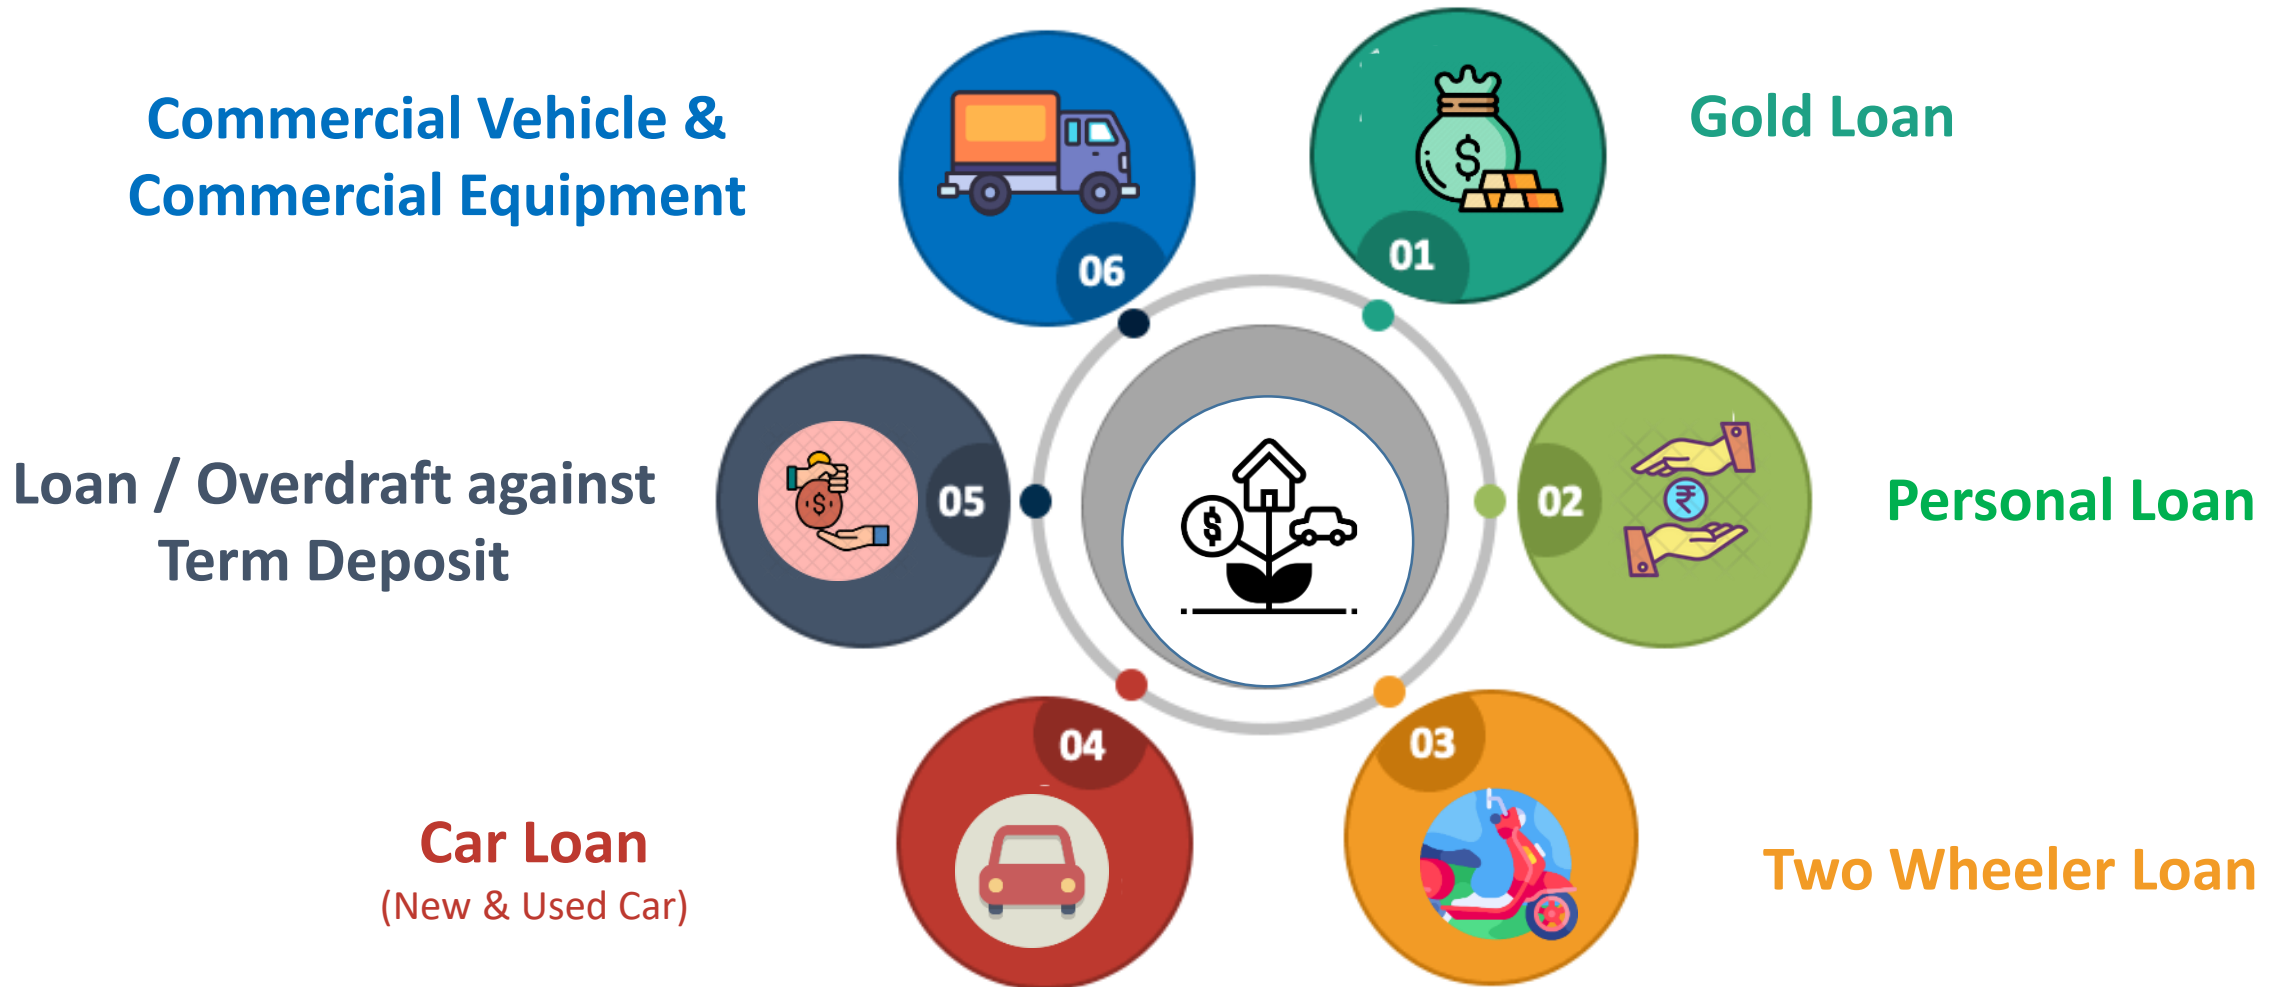 01
Gold Loan
02
Personal Loan
03
Two Wheeler Loan
04
Car Loan
(New & Used Car)
05
Loan / Overdraft against
Term Deposit
06
Commercial Vehicle &
Commercial Equipment
$
₹
$
$